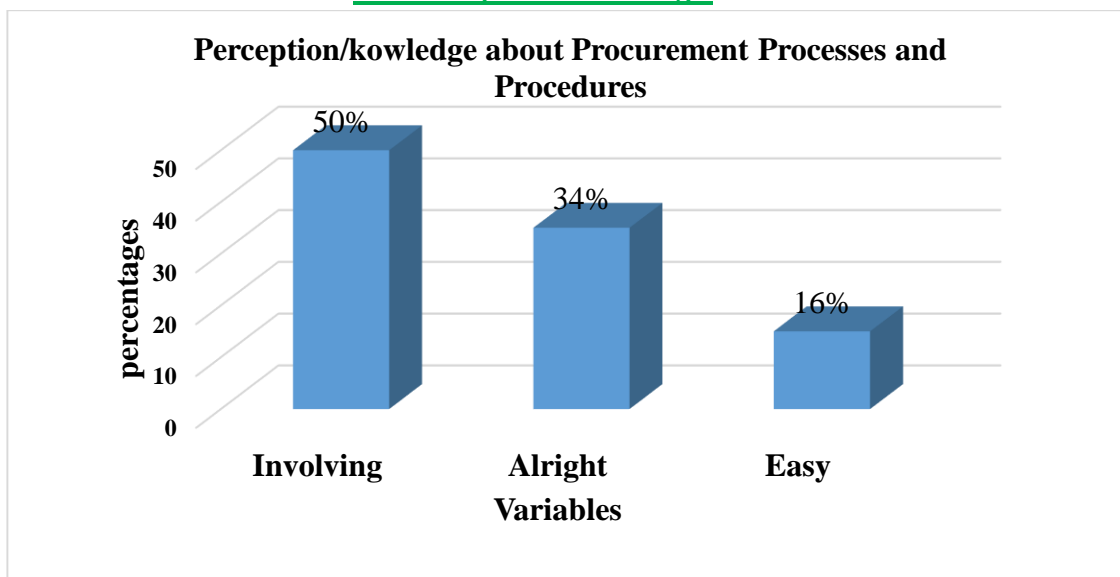 Perception/kowledge about Procurement Processes and
Procedures
50%
34%
16%
50
40
30
20
10
0
percentages
Involving
Alright
Easy
Variables